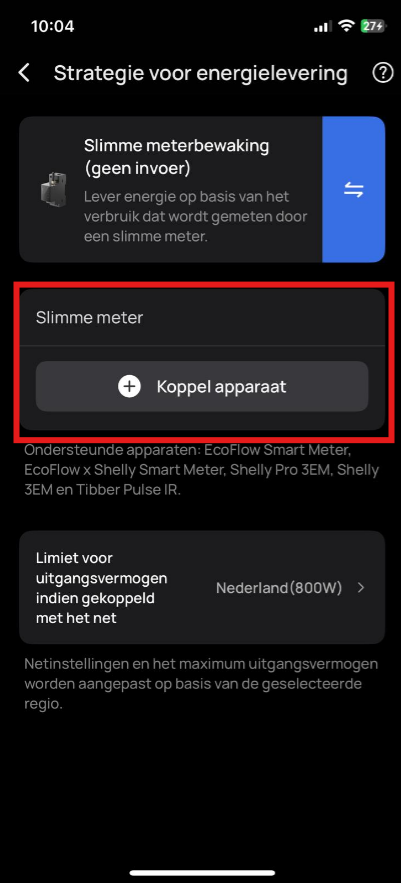 10:04
27
Strategie voor energielevering
?
Slimme meterbewaking
(geen invoer)
Lever energie op basis van het
verbruik dat wordt gemeten door
een slimme meter.
Slimme meter
Koppel apparaat
Ondersteunde apparaten: EcoFlow Smart Meter,
EcoFlow x Shelly Smart Meter, Shelly Pro 3EM, Shelly
3EM en Tibber Pulse IR.
Limiet voor
uitgangsvermogen
indien gekoppeld
met het net
Nederland(800W)
Netinstellingen en het maximum uitgangsvermogen
worden aangepast op basis van de geselecteerde
regio.